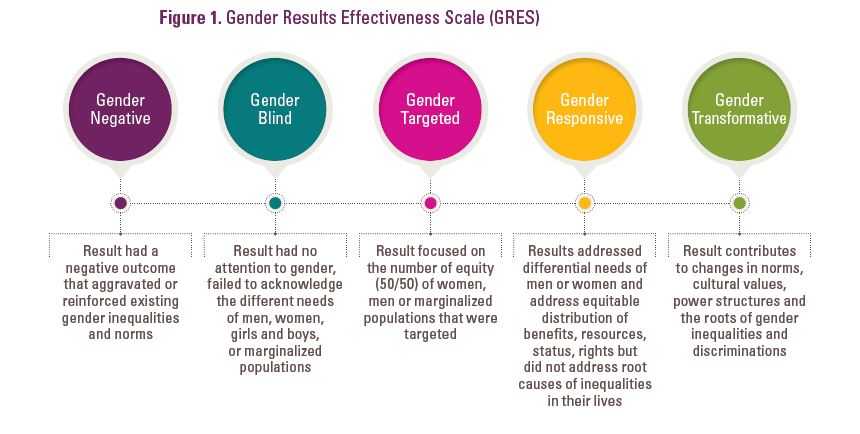 Figure 1. Gender Results Effectiveness Scale (GRES)
Gender
Negative
Gender
Blind
Gender
Targeted
Gender
Responsive
Gender
Transformative
Result had a
negative outcome
that aggravated or
reinforced existing
gender inequalities
and norms
Result had no
attention to gender,
failed to acknowledge
the different needs
of men, women,
girls and boys,
or marginalized
populations
Result focused on
the number of equity
(50/50) of women,
men or marginalized
populations that were
targeted
Results addressed
differential needs of
men or women and
address equitable
distribution of
benefits, resources,
status, rights but
did not address root
causes of inequalities
in their lives
Result contributes
to changes in norms,
cultural values,
power structures and
the roots of gender
inequalities and
discriminations